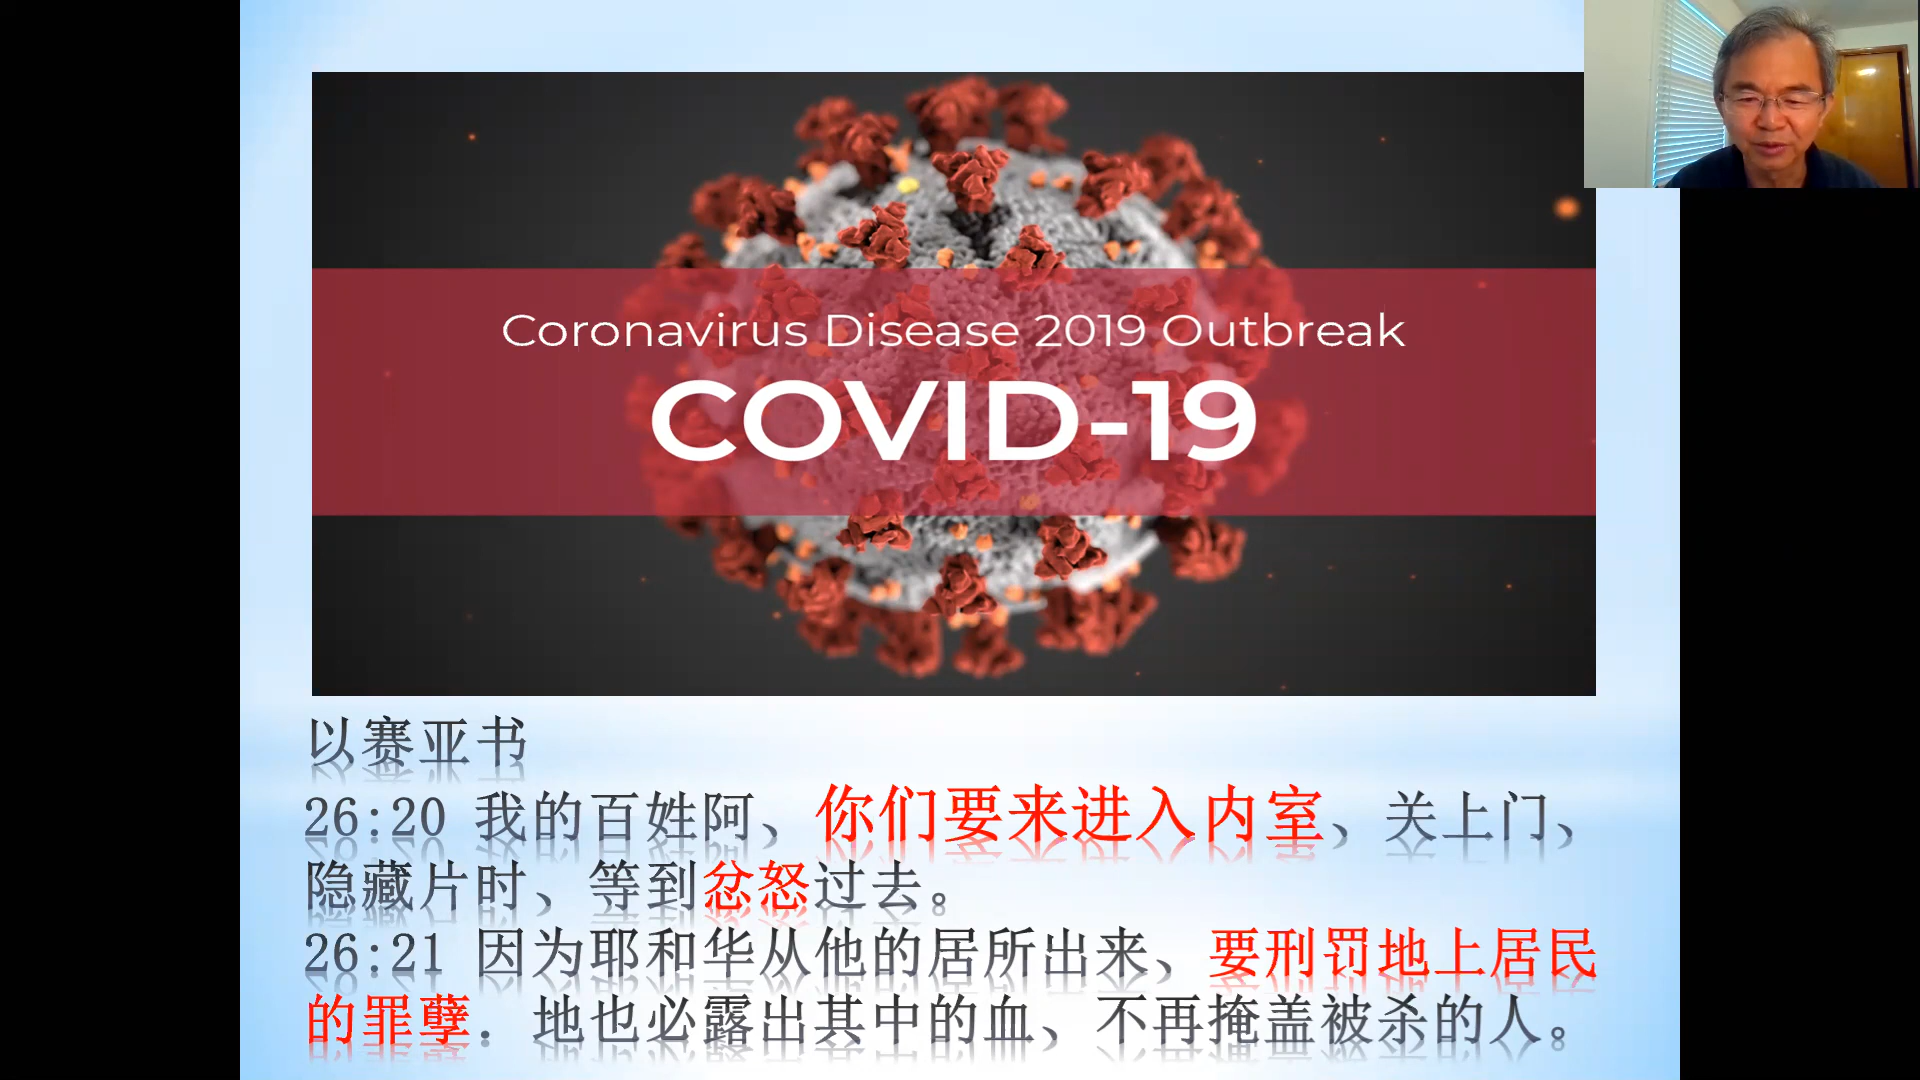 Coronavirus Disease 2019 Outbreak
COVID-19
以赛亚书
26:20 我的百姓阿、你们要来进入内室、关上门、
隐藏片时、等到忿怒过去。
26:21 因为耶和华从他的居所出来、要刑罚地上居民
的罪孽．地也必露出其中的血、不再掩盖被杀的人。